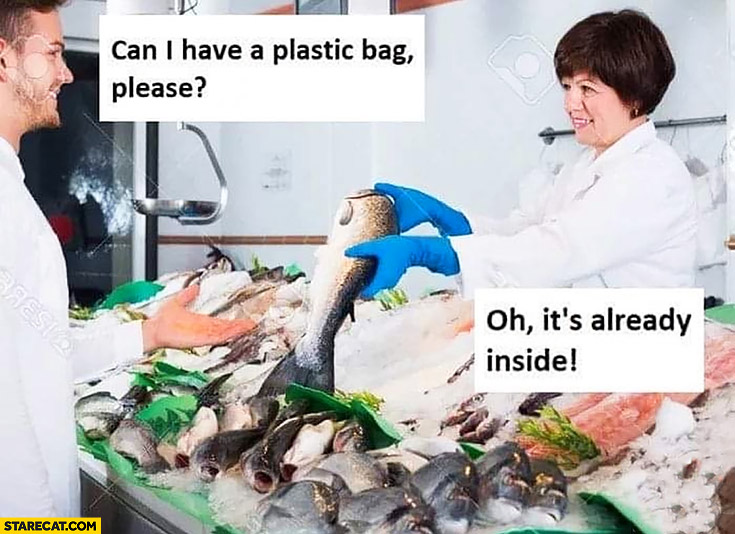 Can I have a plastic bag,
please?
Oh, it's already
inside!
STARECAT.COM